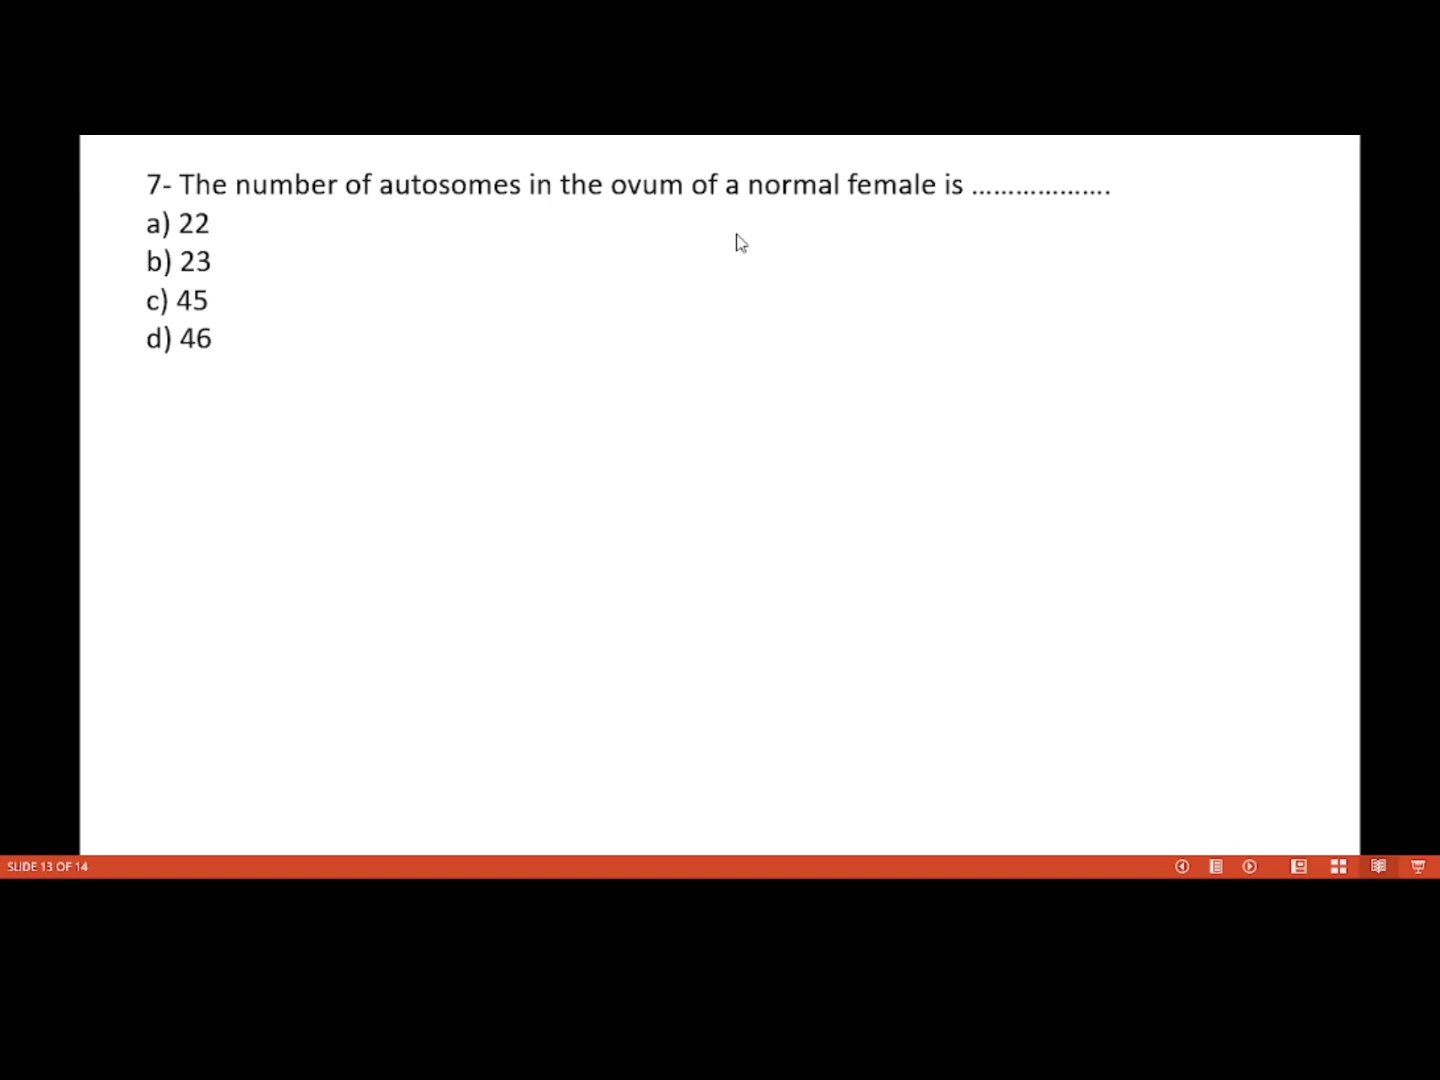 7- The number of autosomes in the ovum of a normal female is ...................
a) 22
b) 23
c) 45
d) 46
SLIDE 13 OF 14